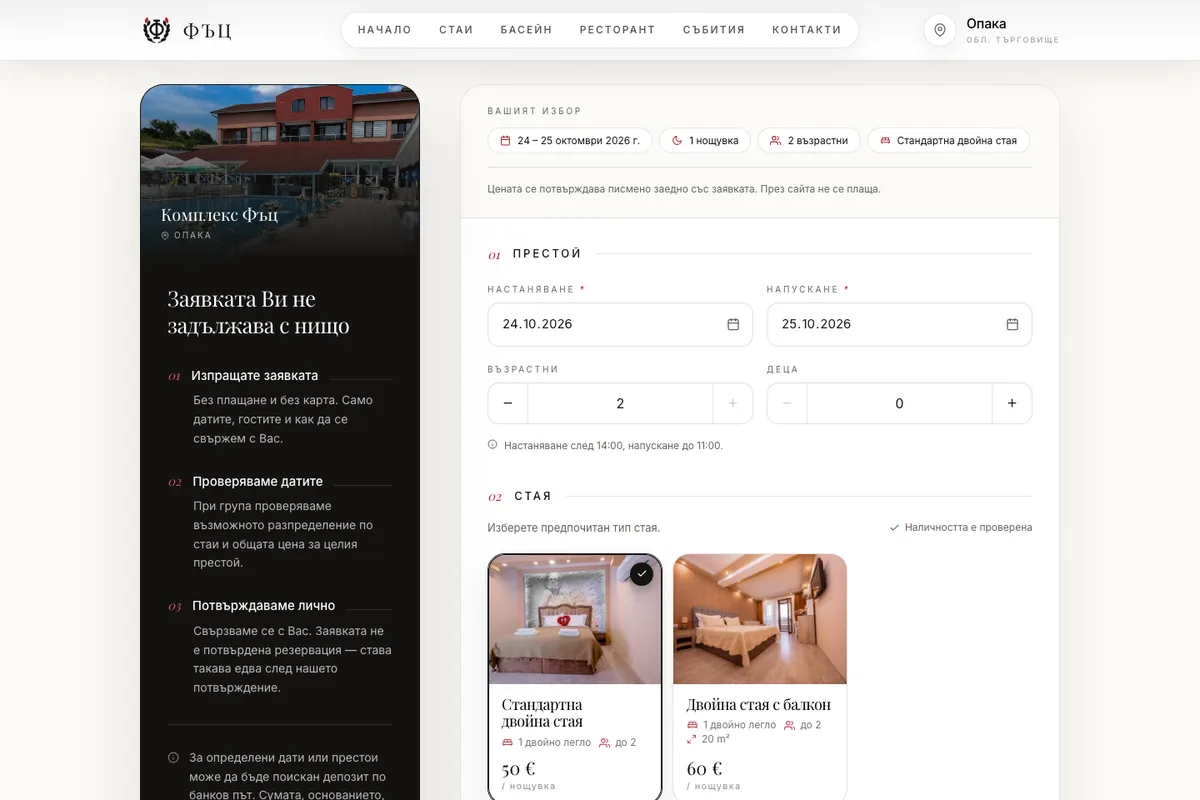 ФЪЦ
НАЧАЛО СТАИ БАСЕЙН РЕСТОРАНТ СЪБИТИЯ КОНТАКТИ
Опака
ОБЛ. ТЪРГОВИЩЕ
Комплекс Фъц
ОПАКА
Заявката Ви не
задължава с нищо
01 Изпращате заявката
Без плащане и без карта. Само
датите, гостите и как да се
свържем с Вас.
02 Проверяваме датите
При група проверяваме
възможното разпределение по
стаи и общата цена за целия
престой.
03 Потвърждаваме лично
Свързваме се с Вас. Заявката не
е потвърдена резервация — става
такава едва след нашето
потвърждение.
За определени дати или престои
може да бъде поискан депозит по
банков път. Сумата, основанието,
ВАШИЯТ ИЗБОР
24 – 25 октомври 2026 г. 1 нощувка 2 възрастни Стандартна двойна стая
Цената се потвърждава писмено заедно със заявката. През сайта не се плаща.
01 ПРЕСТОЙ
НАСТАНЯВАНЕ * НАПУСКАНЕ *
24.10.2026 25.10.2026
ВЪЗРАСТНИ ДЕЦА
− 2 + − 0 +
Настаняване след 14:00, напускане до 11:00.
02 СТАЯ
Изберете предпочитан тип стая. Наличността е проверена
Стандартна
двойна стая
1 двойно легло до 2
50 €
/ нощувка
Двойна стая с балкон
1 двойно легло до 2
20 m²
60 €
/ нощувка